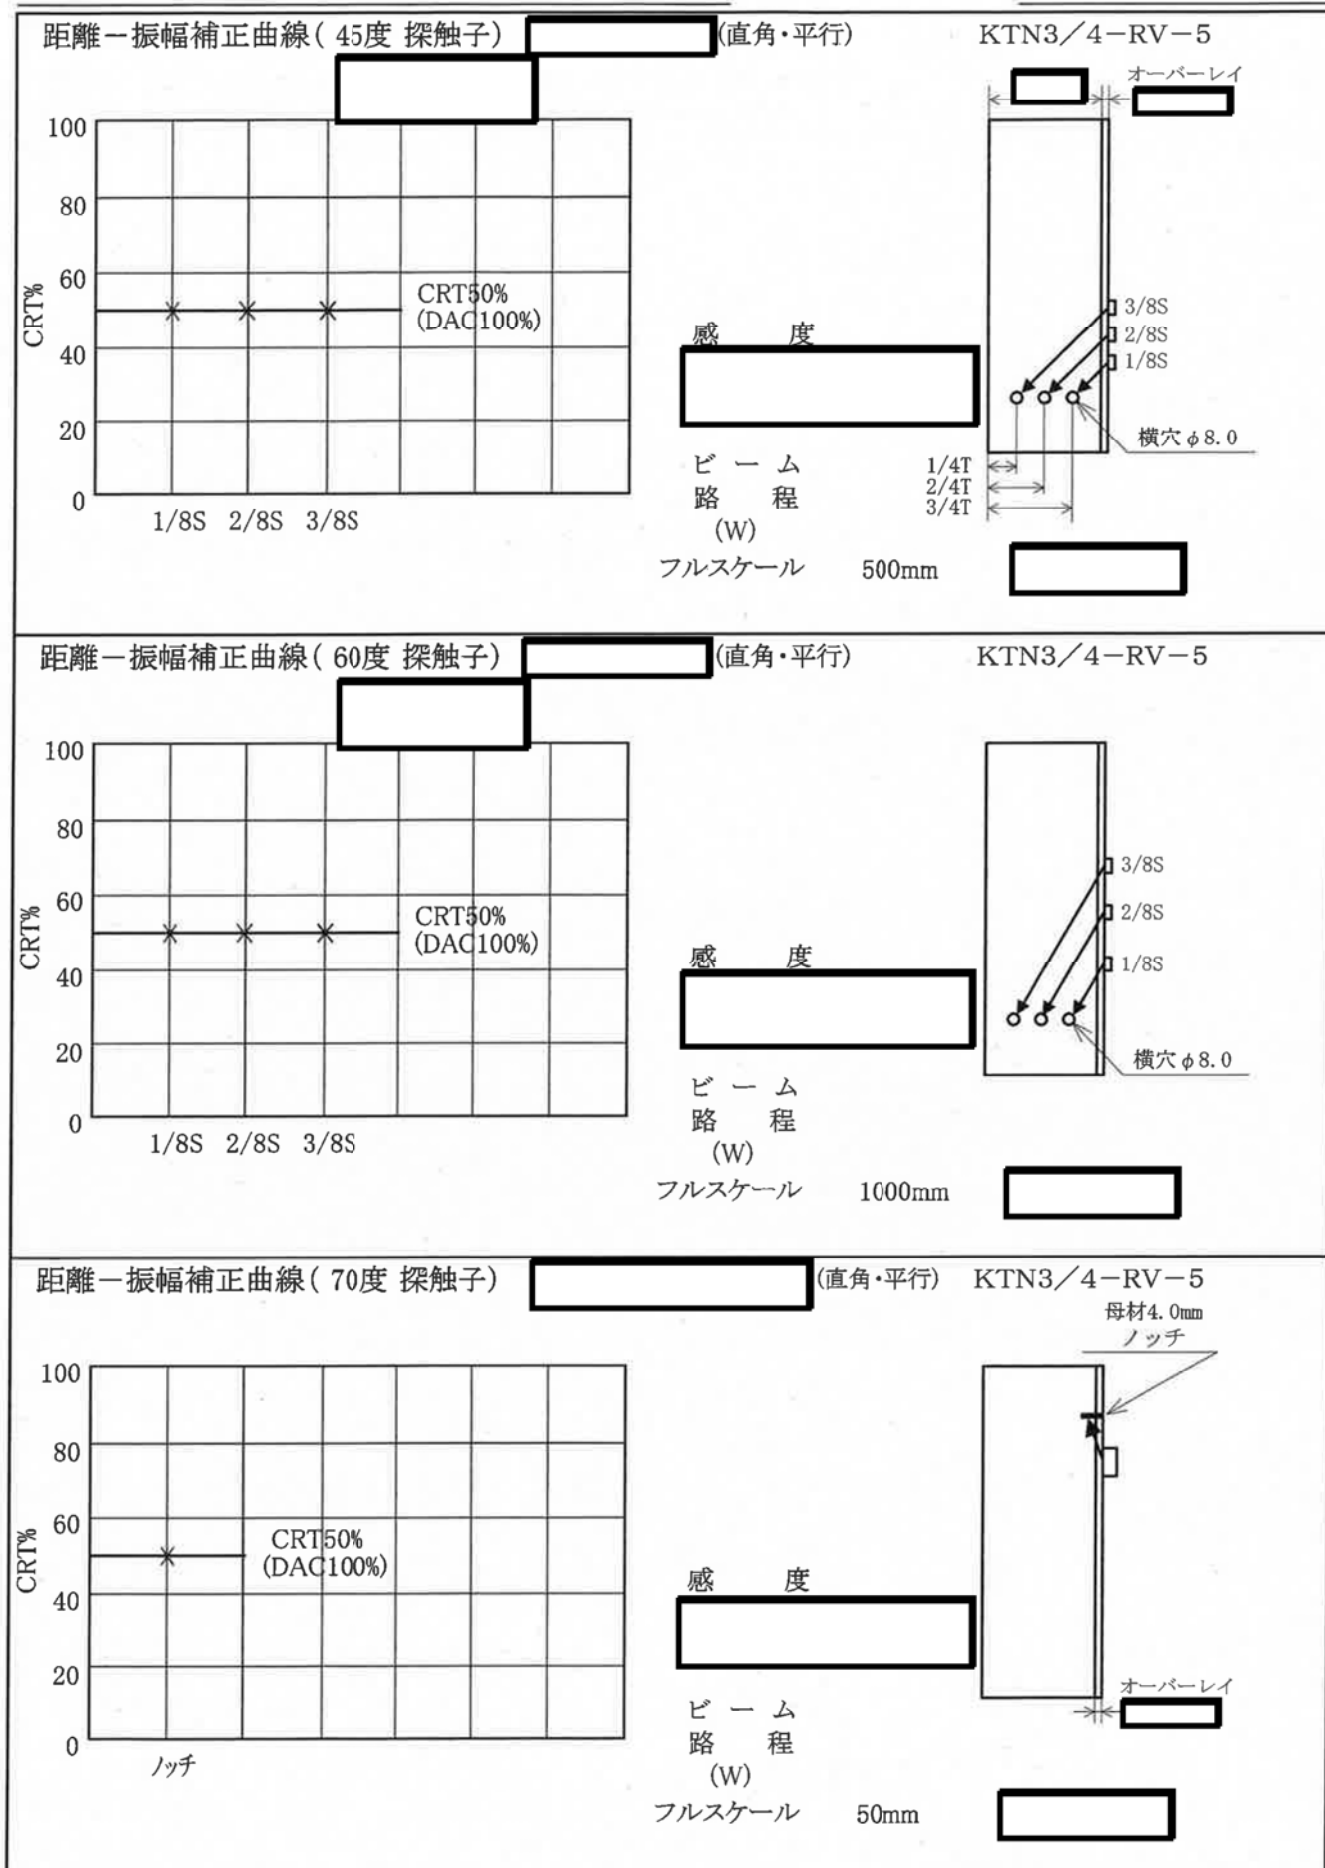 距離－振幅補正曲線( 45度 探触子)
(直角・平行)
KTN3／4－RV－5
オーバーレイ
100
80
60
40
20
0
CRT%
CRT50%
(DAC100%)
1/8S 2/8S 3/8S
感 度
ビ ー ム
路 程
(W)
フルスケール 500mm
3/8S
2/8S
1/8S
横穴φ8.0
1/4T
2/4T
3/4T
距離－振幅補正曲線( 60度 探触子)
(直角・平行)
KTN3／4－RV－5
100
80
60
40
20
0
CRT%
CRT50%
(DAC100%)
1/8S 2/8S 3/8S
感 度
ビ ー ム
路 程
(W)
フルスケール 1000mm
3/8S
2/8S
1/8S
横穴φ8.0
距離－振幅補正曲線( 70度 探触子)
(直角・平行)
KTN3／4－RV－5
母材4.0mm
ノッチ
100
80
60
40
20
0
CRT%
CRT50%
(DAC100%)
ノッチ
感 度
ビ ー ム
路 程
(W)
フルスケール 50mm
オーバーレイ